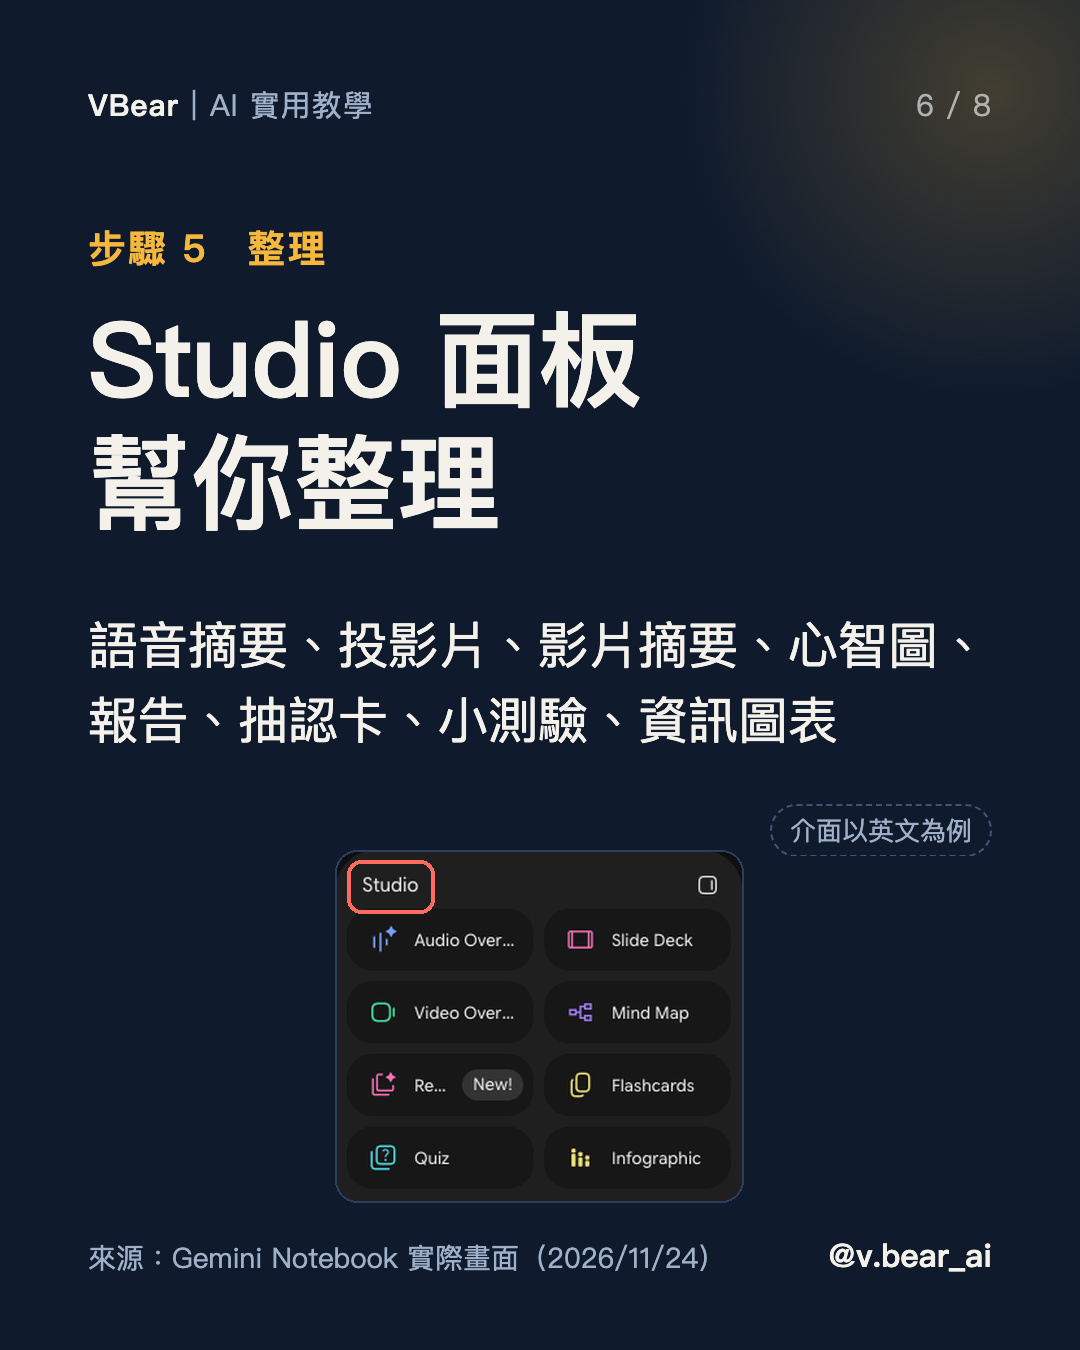 VBear | AI 實用教學
6 / 8
步驟 5 整理
Studio 面板
幫你整理
語音摘要、投影片、影片摘要、心智圖、
報告、抽認卡、小測驗、資訊圖表
介面以英文為例
Studio
Audio Over...
Slide Deck
Video Over...
Mind Map
Re...
New!
Flashcards
Quiz
Infographic
來源：Gemini Notebook 實際畫面（2026/11/24）
@v.bear_ai